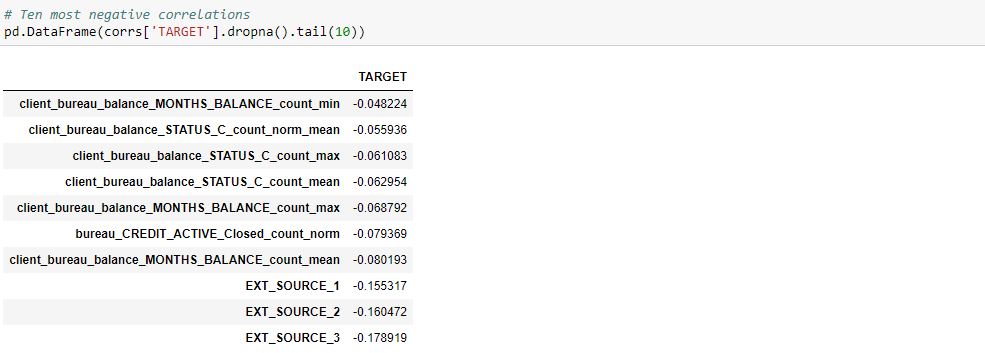 # Ten most negative correlations
pd.DataFrame(corrs['TARGET'].dropna().tail(10))
TARGET
client_bureau_balance_MONTHS_BALANCE_count_min -0.048224
client_bureau_balance_STATUS_C_count_norm_mean -0.055936
client_bureau_balance_STATUS_C_count_max -0.061083
client_bureau_balance_STATUS_C_count_mean -0.062954
client_bureau_balance_MONTHS_BALANCE_count_max -0.068792
bureau_CREDIT_ACTIVE_Closed_count_norm -0.079369
client_bureau_balance_MONTHS_BALANCE_count_mean -0.080193
EXT_SOURCE_1 -0.155317
EXT_SOURCE_2 -0.160472
EXT_SOURCE_3 -0.178919